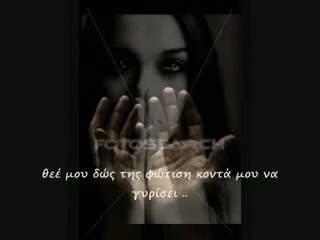 FOTOSEARCH
θεέ μου δώς της φώτιση κοντά μου να
γυρίσει ..